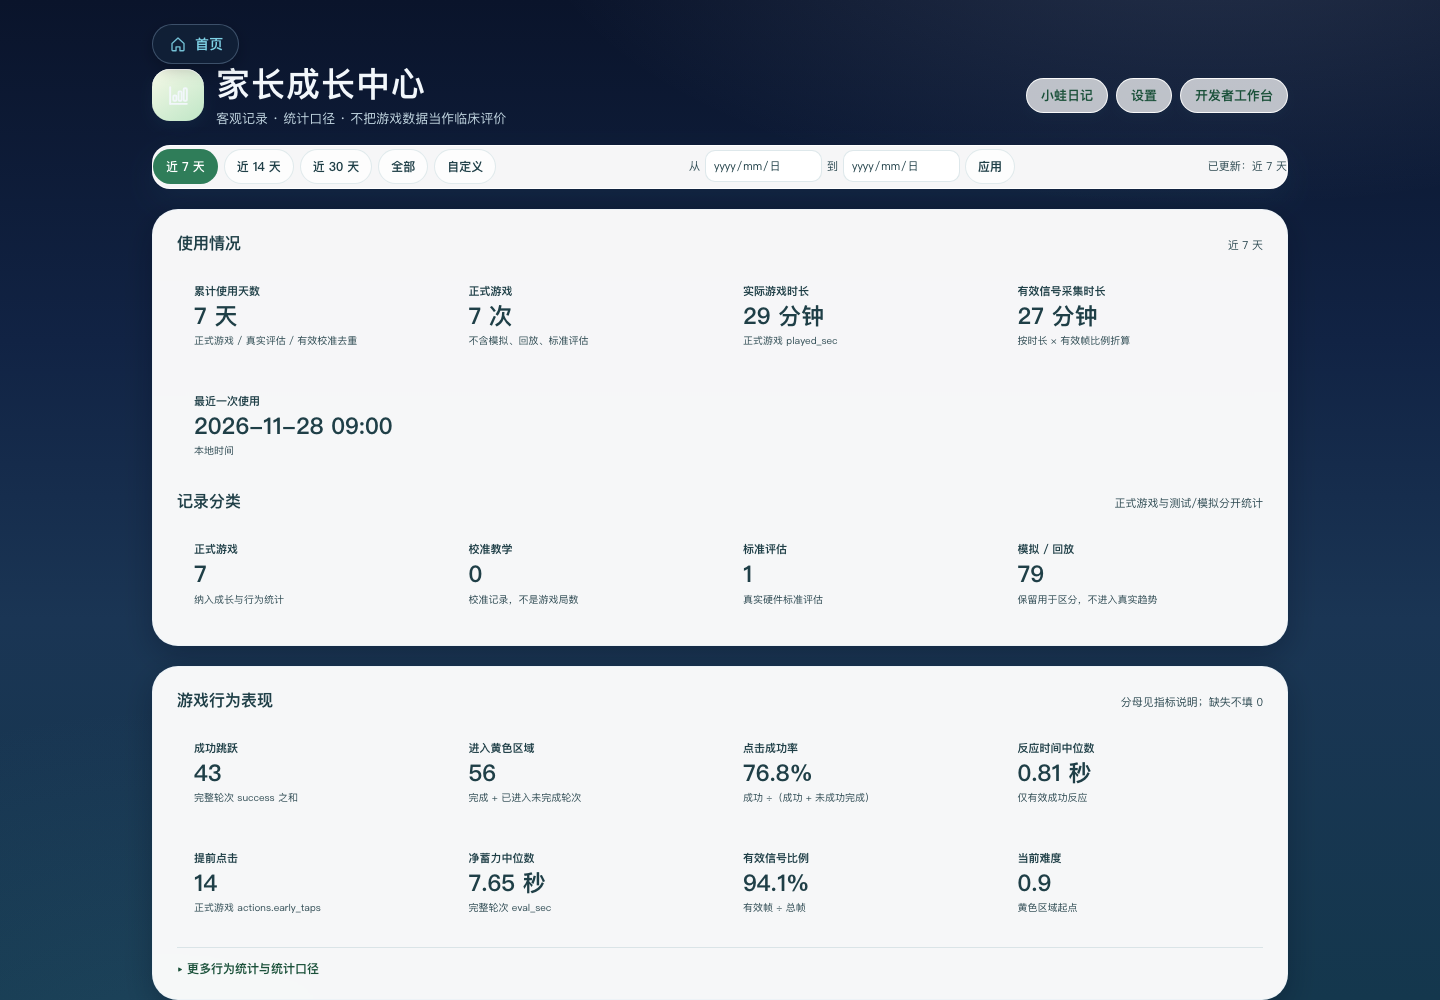 首页
家长成长中心
客观记录 · 统计口径 · 不把游戏数据当作临床评价
小蛙日记
设置
开发者工作台
近 7 天
近 14 天
近 30 天
全部
自定义
从 yyyy/mm/日 到 yyyy/mm/日 应用
已更新：近 7 天
使用情况
近 7 天
累计使用天数
7 天
正式游戏 / 真实评估 / 有效校准去重
正式游戏
7 次
不含模拟、回放、标准评估
实际游戏时长
29 分钟
正式游戏 played_sec
有效信号采集时长
27 分钟
按时长 × 有效帧比例折算
最近一次使用
2026-11-28 09:00
本地时间
记录分类
正式游戏与测试/模拟分开统计
正式游戏
7
纳入成长与行为统计
校准教学
0
校准记录，不是游戏局数
标准评估
1
真实硬件标准评估
模拟 / 回放
79
保留用于区分，不进入真实趋势
游戏行为表现
分母见指标说明；缺失不填 0
成功跳跃
43
完整轮次 success 之和
进入黄色区域
56
完成 + 已进入未完成轮次
点击成功率
76.8%
成功 ÷（成功 + 未成功完成）
反应时间中位数
0.81 秒
仅有效成功反应
提前点击
14
正式游戏 actions.early_taps
净蓄力中位数
7.65 秒
完整轮次 eval_sec
有效信号比例
94.1%
有效帧 ÷ 总帧
当前难度
0.9
黄色区域起点
▸ 更多行为统计与统计口径